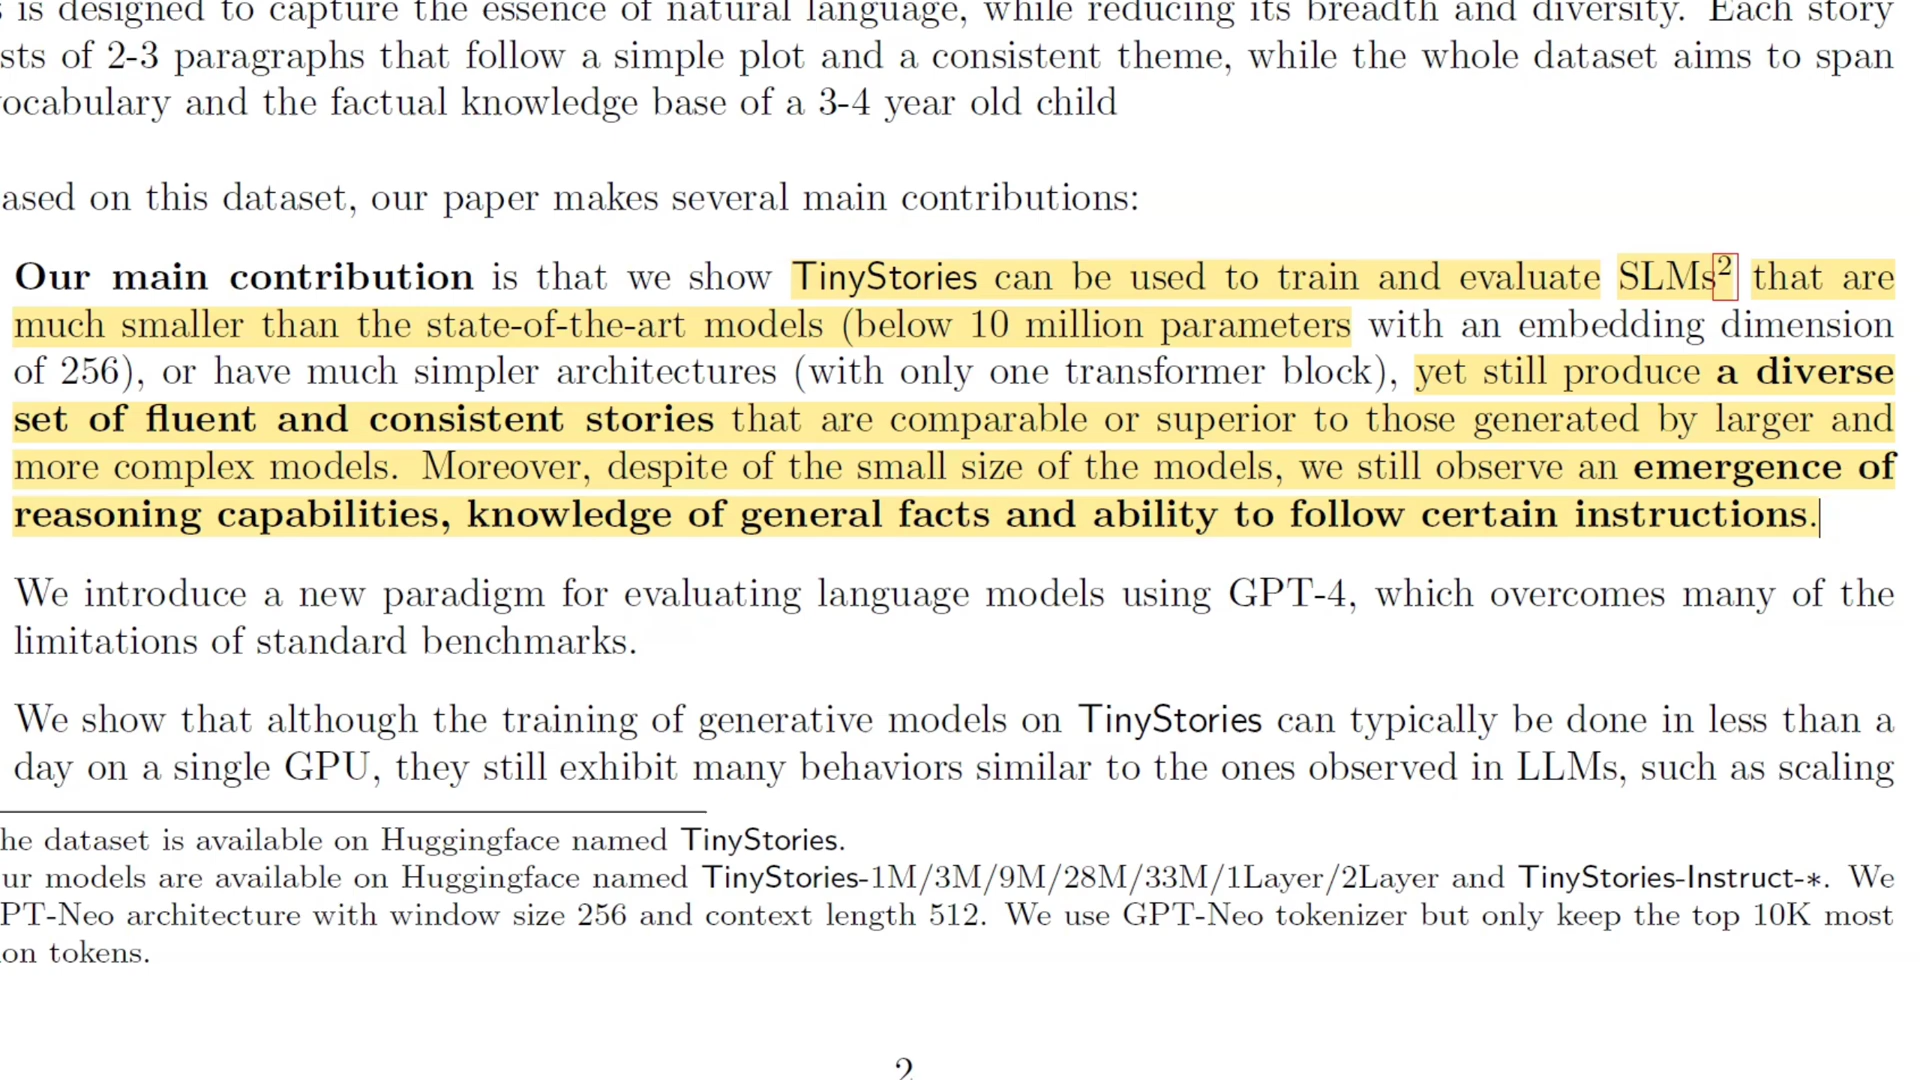 is designed to capture the essence of natural language, while reducing its breadth and diversity. Each story
sts of 2-3 paragraphs that follow a simple plot and a consistent theme, while the whole dataset aims to span
ocabulary and the factual knowledge base of a 3-4 year old child
ased on this dataset, our paper makes several main contributions:
Our main contribution is that we show TinyStories can be used to train and evaluate SLMs2 that are
much smaller than the state-of-the-art models (below 10 million parameters with an embedding dimension
of 256), or have much simpler architectures (with only one transformer block), yet still produce a diverse
set of fluent and consistent stories that are comparable or superior to those generated by larger and
more complex models. Moreover, despite of the small size of the models, we still observe an emergence of
reasoning capabilities, knowledge of general facts and ability to follow certain instructions.
We introduce a new paradigm for evaluating language models using GPT-4, which overcomes many of the
limitations of standard benchmarks.
We show that although the training of generative models on TinyStories can typically be done in less than a
day on a single GPU, they still exhibit many behaviors similar to the ones observed in LLMs, such as scaling
he dataset is available on Huggingface named TinyStories.
ur models are available on Huggingface named TinyStories-1M/3M/9M/28M/33M/1Layer/2Layer and TinyStories-Instruct-∗. We
PT-Neo architecture with window size 256 and context length 512. We use GPT-Neo tokenizer but only keep the top 10K most
on tokens.
2